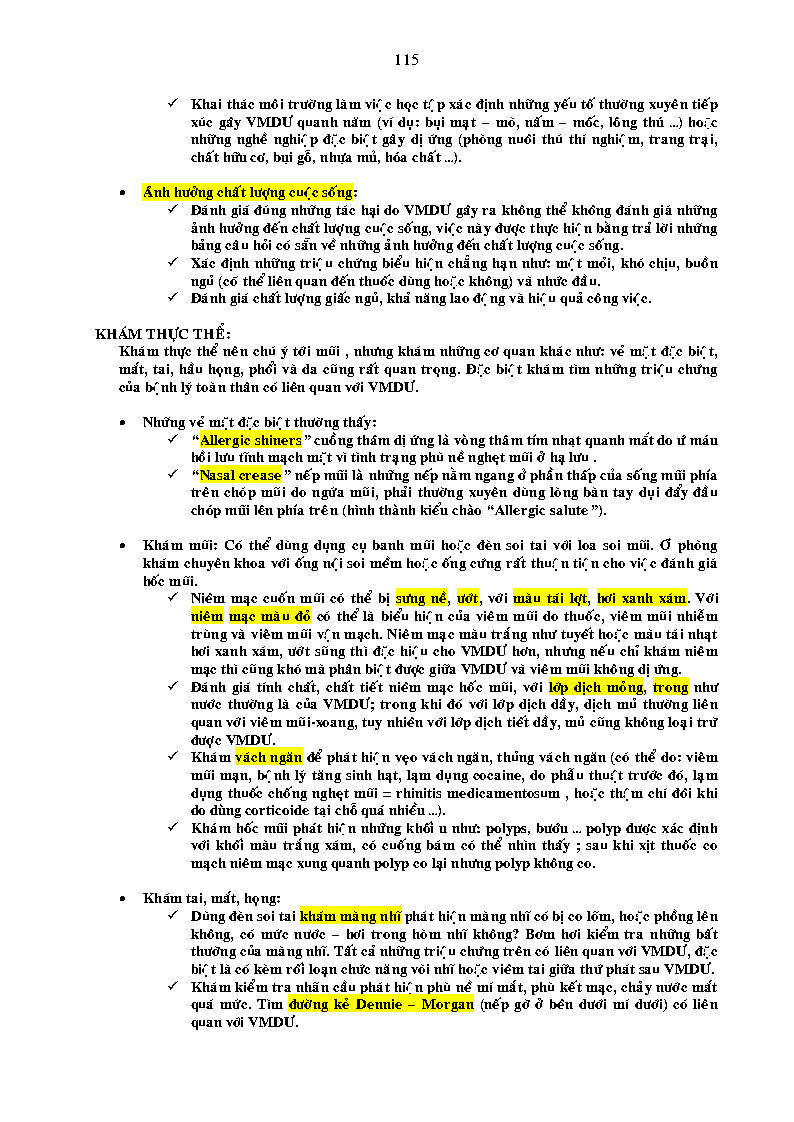 115
✓ Khai thác môi trường làm việc học tập xác định những yếu tố thường xuyên tiếp
xúc gây VMDƯ quanh năm (ví dụ: bụi mạt – mò, nấm – mốc, lông thú ...) hoặc
những nghề nghiệp đặc biệt gây dị ứng (phòng nuôi thú thí nghiệm, trang trại,
chất hữu cơ, bụi gỗ, nhựa mủ, hóa chất ...).
• Ảnh hưởng chất lượng cuộc sống:
✓ Đánh giá đúng những tác hại do VMDƯ gây ra không thể không đánh giá những
ảnh hưởng đến chất lượng cuộc sống, việc này được thực hiện bằng trả lời những
bảng câu hỏi có sẵn về những ảnh hưởng đến chất lượng cuộc sống.
✓ Xác định những triệu chứng biểu hiện chẳng hạn như: mệt mỏi, khó chịu, buồn
ngủ (có thể liên quan đến thuốc dùng hoặc không) và nhức đầu.
✓ Đánh giá chất lượng giấc ngủ, khả năng lao động và hiệu quả công việc.
KHÁM THỰC THỂ:
Khám thực thể nên chú ý tới mũi , nhưng khám những cơ quan khác như: vẻ mặt đặc biệt,
mắt, tai, hầu họng, phổi và da cũng rất quan trọng. Đặc biệt khám tìm những triệu chứng
của bệnh lý toàn thân có liên quan với VMDƯ.
• Những vẻ mặt đặc biệt thường thấy:
✓ “Allergic shiners” cuồng thâm dị ứng là vòng thâm tím nhạt quanh mắt do ứ máu
hồi lưu tĩnh mạch mặt vì tình trạng phù nề nghẹt mũi ở hạ lưu .
✓ “Nasal crease” nếp mũi là những nếp nằm ngang ở phần thấp của sống mũi phía
trên chóp mũi do ngứa mũi, phải thường xuyên dùng lòng bàn tay dụi đẩy đầu
chóp mũi lên phía trên (hình thành kiểu chào “Allergic salute”).
• Khám mũi: Có thể dùng dụng cụ banh mũi hoặc đèn soi tai với loa soi mũi. Ở phòng
khám chuyên khoa với ống nội soi mềm hoặc ống cứng rất thuận tiện cho việc đánh giá
hốc mũi.
✓ Niêm mạc cuốn mũi có thể bị sưng nề, ướt, với màu tái lợt, hơi xanh xám. Với
niêm mạc màu đỏ có thể là biểu hiện của viêm mũi do thuốc, viêm mũi nhiễm
trùng và viêm mũi vận mạch. Niêm mạc màu trắng như tuyết hoặc màu tái nhạt
hơi xanh xám, ướt sũng thì đặc hiệu cho VMDƯ hơn, nhưng nếu chỉ khám niêm
mạc thì cũng khó mà phân biệt được giữa VMDƯ và viêm mũi không dị ứng.
✓ Đánh giá tính chất, chất tiết niêm mạc hốc mũi, với lớp dịch mỏng, trong như
nước thường là của VMDƯ; trong khi đó với lớp dịch dầy, dịch mủ thường liên
quan với viêm mũi-xoang, tuy nhiên với lớp dịch tiết dầy, mủ cũng không loại trừ
được VMDƯ.
✓ Khám vách ngăn để phát hiện vẹo vách ngăn, thủng vách ngăn (có thể do: viêm
mũi mạn, bệnh lý tăng sinh hạt, lạm dụng cocaine, do phẫu thuật trước đó, lạm
dụng thuốc chống nghẹt mũi = rhinitis medicamentosum , hoặc thậm chí đôi khi
do dùng corticoide tại chỗ quá nhiều ...).
✓ Khám hốc mũi phát hiện những khối u như: polyps, bướu ... polyp được xác định
với khối màu trắng xám, có cuống bám có thể nhìn thấy ; sau khi xịt thuốc co
mạch niêm mạc xung quanh polyp co lại nhưng polyp không co.
• Khám tai, mắt, họng:
✓ Dùng đèn soi tai khám màng nhĩ phát hiện màng nhĩ có bị co lõm, hoặc phồng lên
không, có mức nước – hơi trong hòm nhĩ không? Bơm hơi kiểm tra những bất
thường của màng nhĩ. Tất cả những triệu chứng trên có liên quan với VMDƯ, đặc
biệt là có kèm rối loạn chức năng vòi nhĩ hoặc viêm tai giữa thứ phát sau VMDƯ.
✓ Khám kiểm tra nhãn cầu phát hiện phù nề mí mắt, phù kết mạc, chảy nước mắt
quá mức. Tìm đường kẻ Dennie – Morgan (nếp gờ ở bên dưới mí dưới) có liên
quan với VMDƯ.